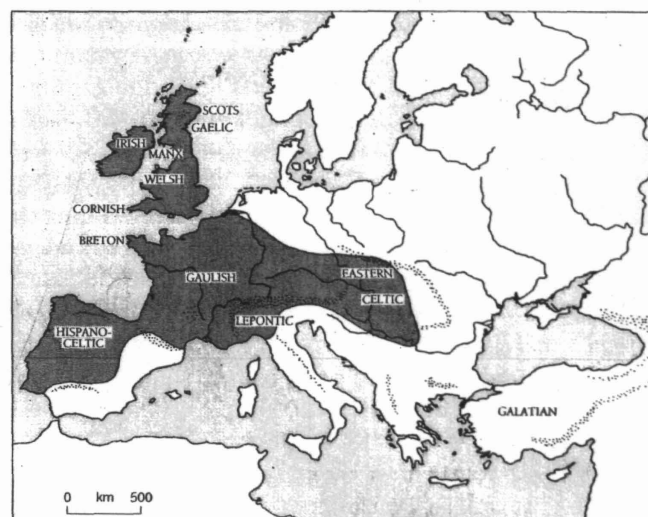 SCOTS
GAELIC
IRISH
MANX
WELSH
CORNISH
BRETON
GAULISH
EASTERN
CELTIC
LEPONTIC
HISPANO-
CELTIC
GALATIAN
0 km 500